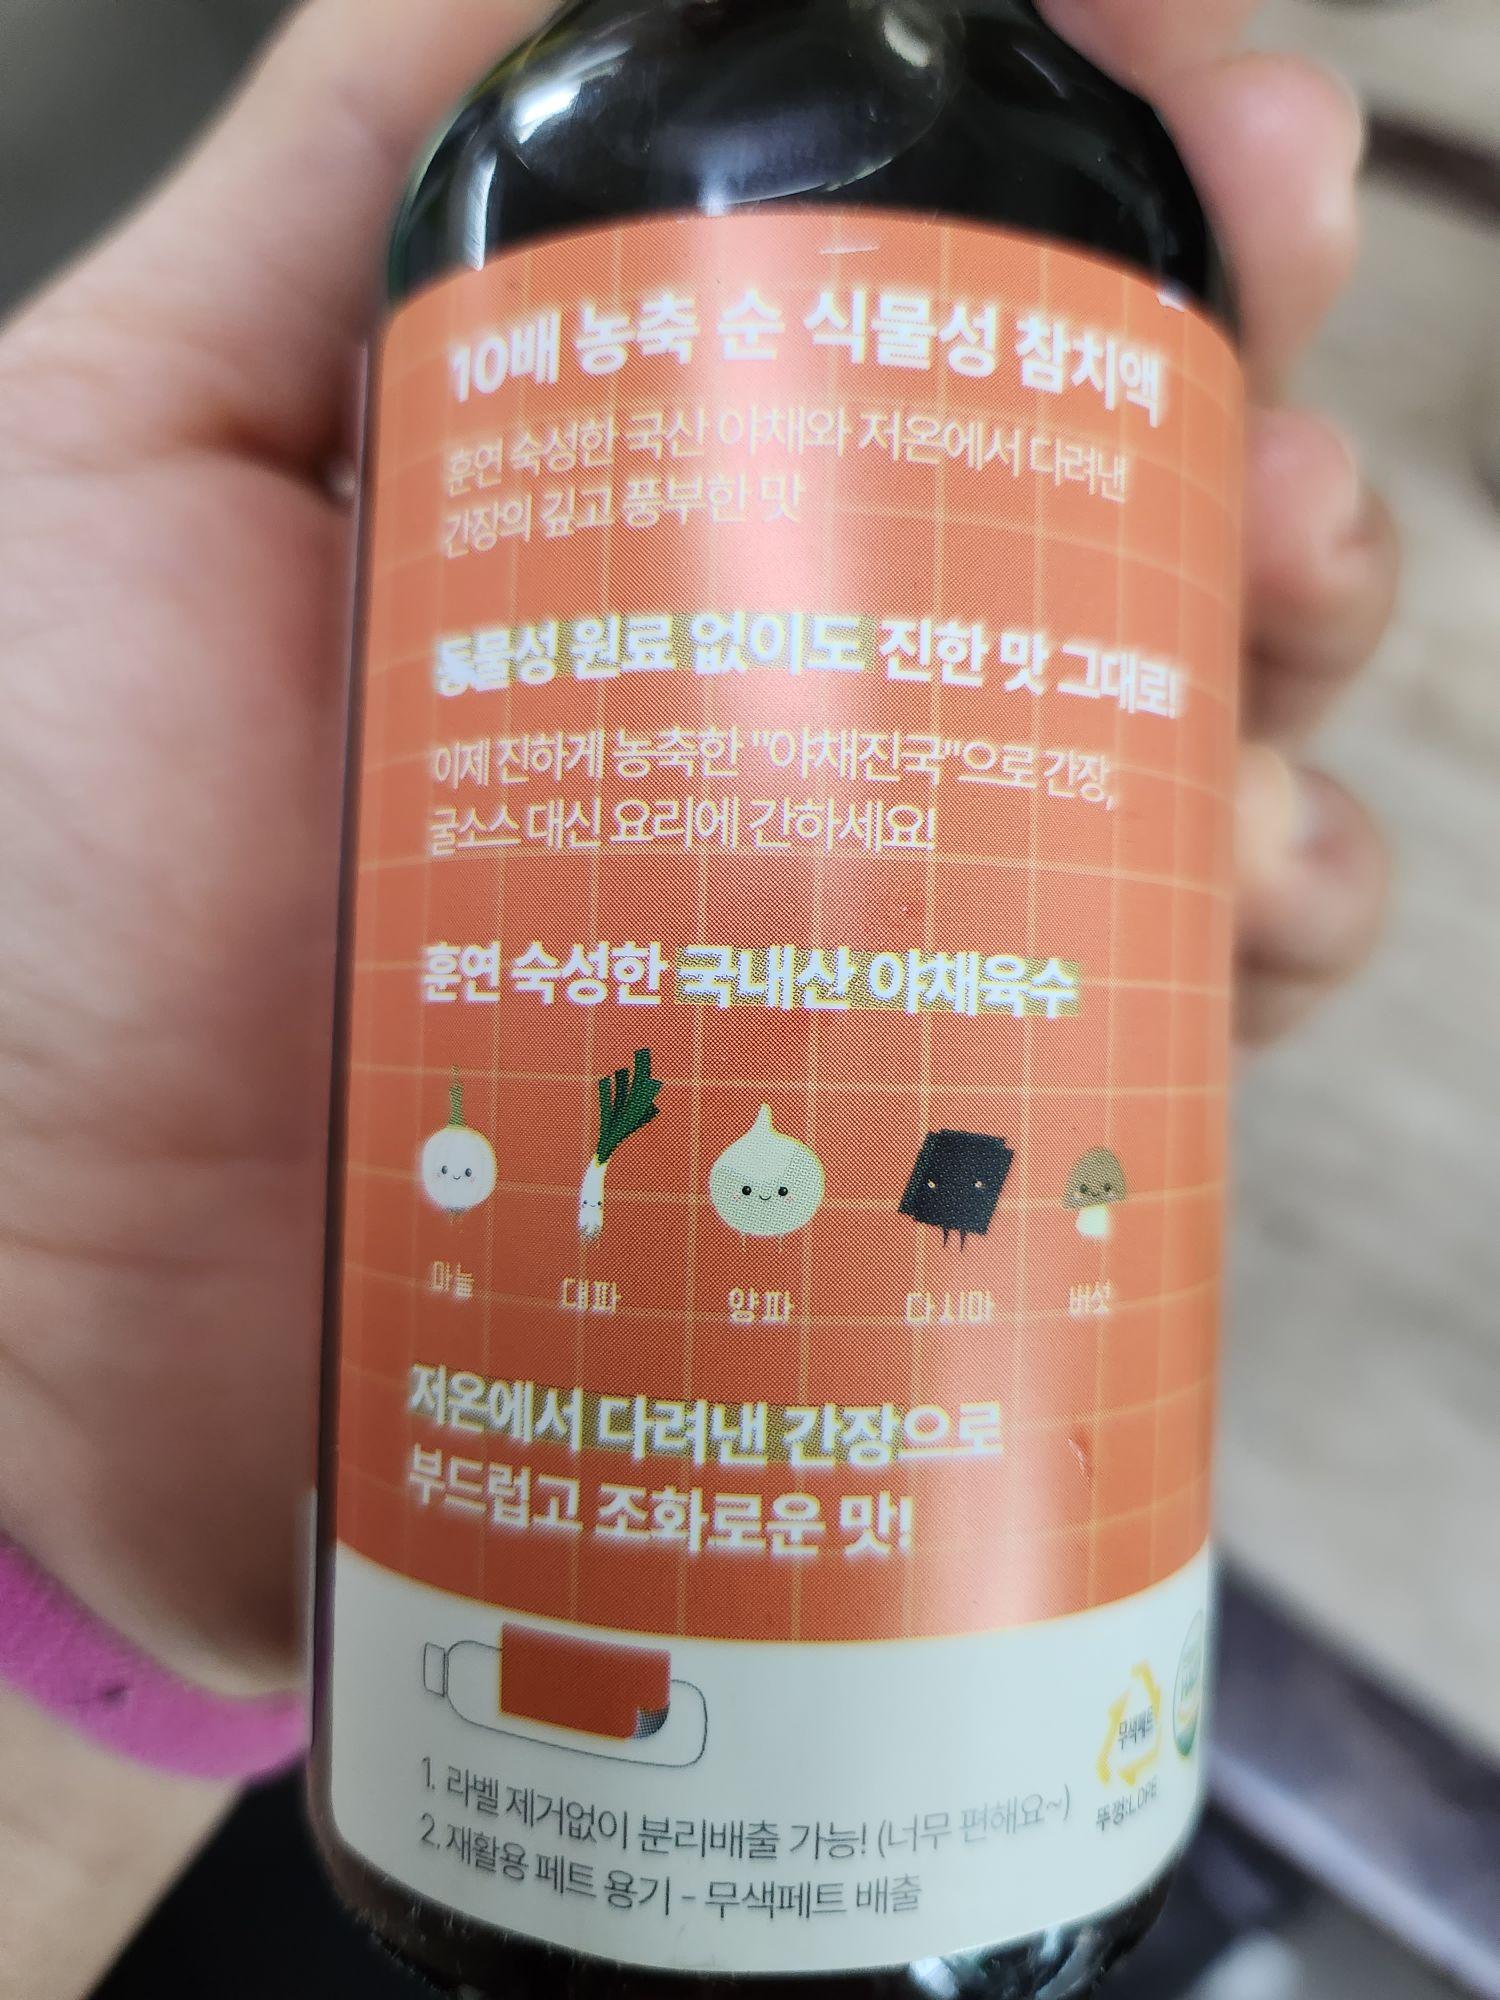 10배 농축 순 식물성 참치액
훈연 숙성한 국산 야채와 저온에서 다려낸
간장의 깊고 풍부한 맛
동물성 원료 없이도 진한 맛 그대로!
이제 진하게 농축한 "야채진국"으로 간장,
굴소스 대신 요리에 간하세요!
훈연 숙성한 국내산 야채육수
마늘 대파 양파 다시마 버섯
저온에서 다려낸 간장으로
부드럽고 조화로운 맛!
무색페트
뚜껑:LDPE
1. 라벨 제거없이 분리배출 가능! (너무 편해요~)
2. 재활용 페트 용기 - 무색페트 배출